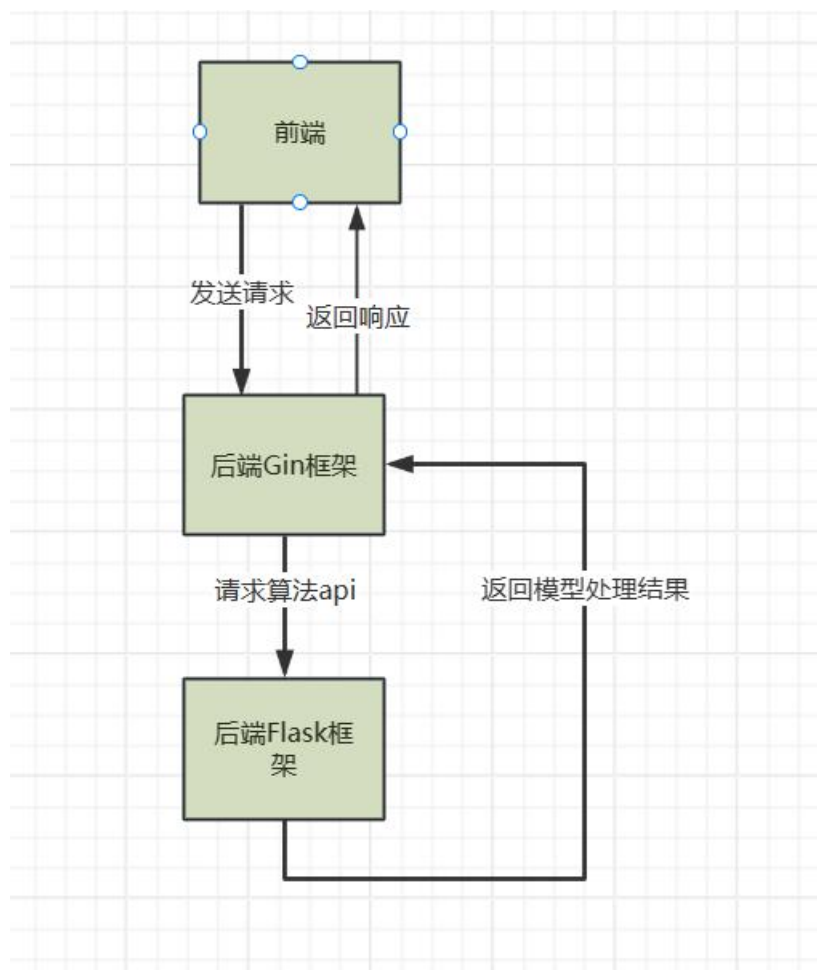 前端
发送请求
返回响应
后端Gin框架
请求算法api
返回模型处理结果
后端Flask框
架